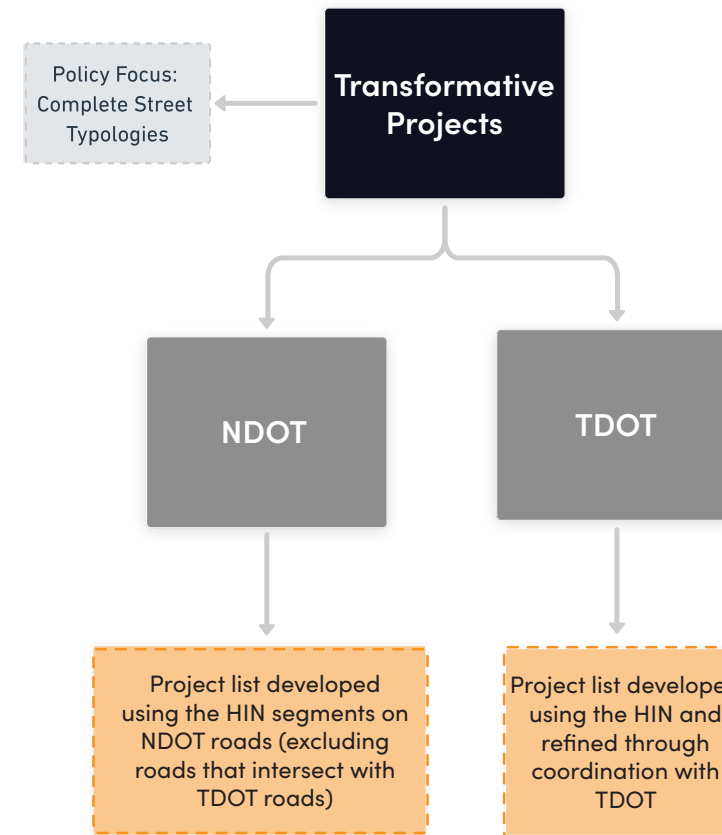 Policy Focus:
Complete Street
Typologies
Transformative
Projects
NDOT
TDOT
Project list developed
using the HIN segments on
NDOT roads (excluding
roads that intersect with
TDOT roads)
Project list develope
using the HIN and
refined through
coordination with
TDOT